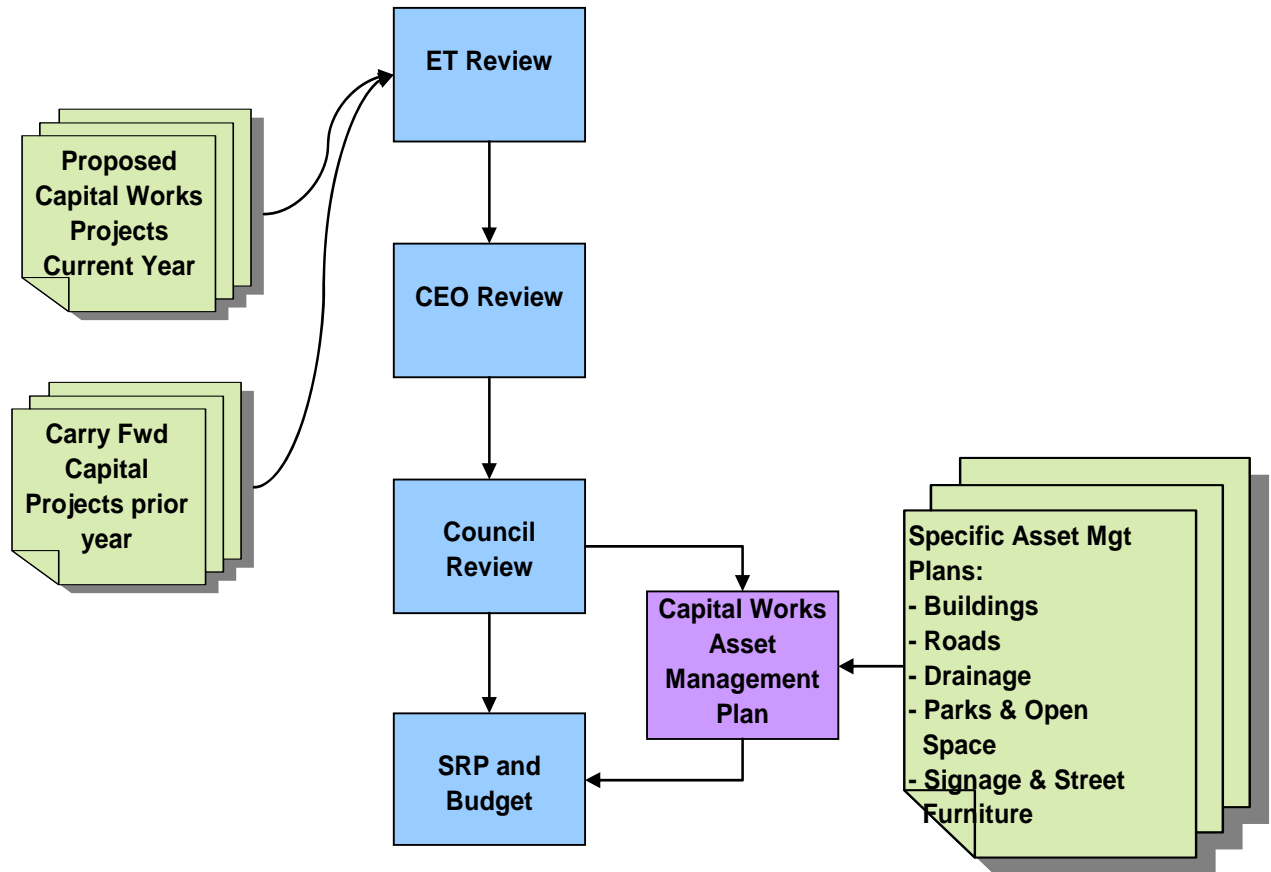 ET Review
Proposed
Capital Works
Projects
Current Year
CEO Review
Carry Fwd
Capital
Projects prior
year
Council
Review
Capital Works
Asset
Management
Plan
Specific Asset Mgt
Plans:
- Buildings
- Roads
- Drainage
- Parks & Open
Space
- Signage & Street
Furniture
SRP and
Budget